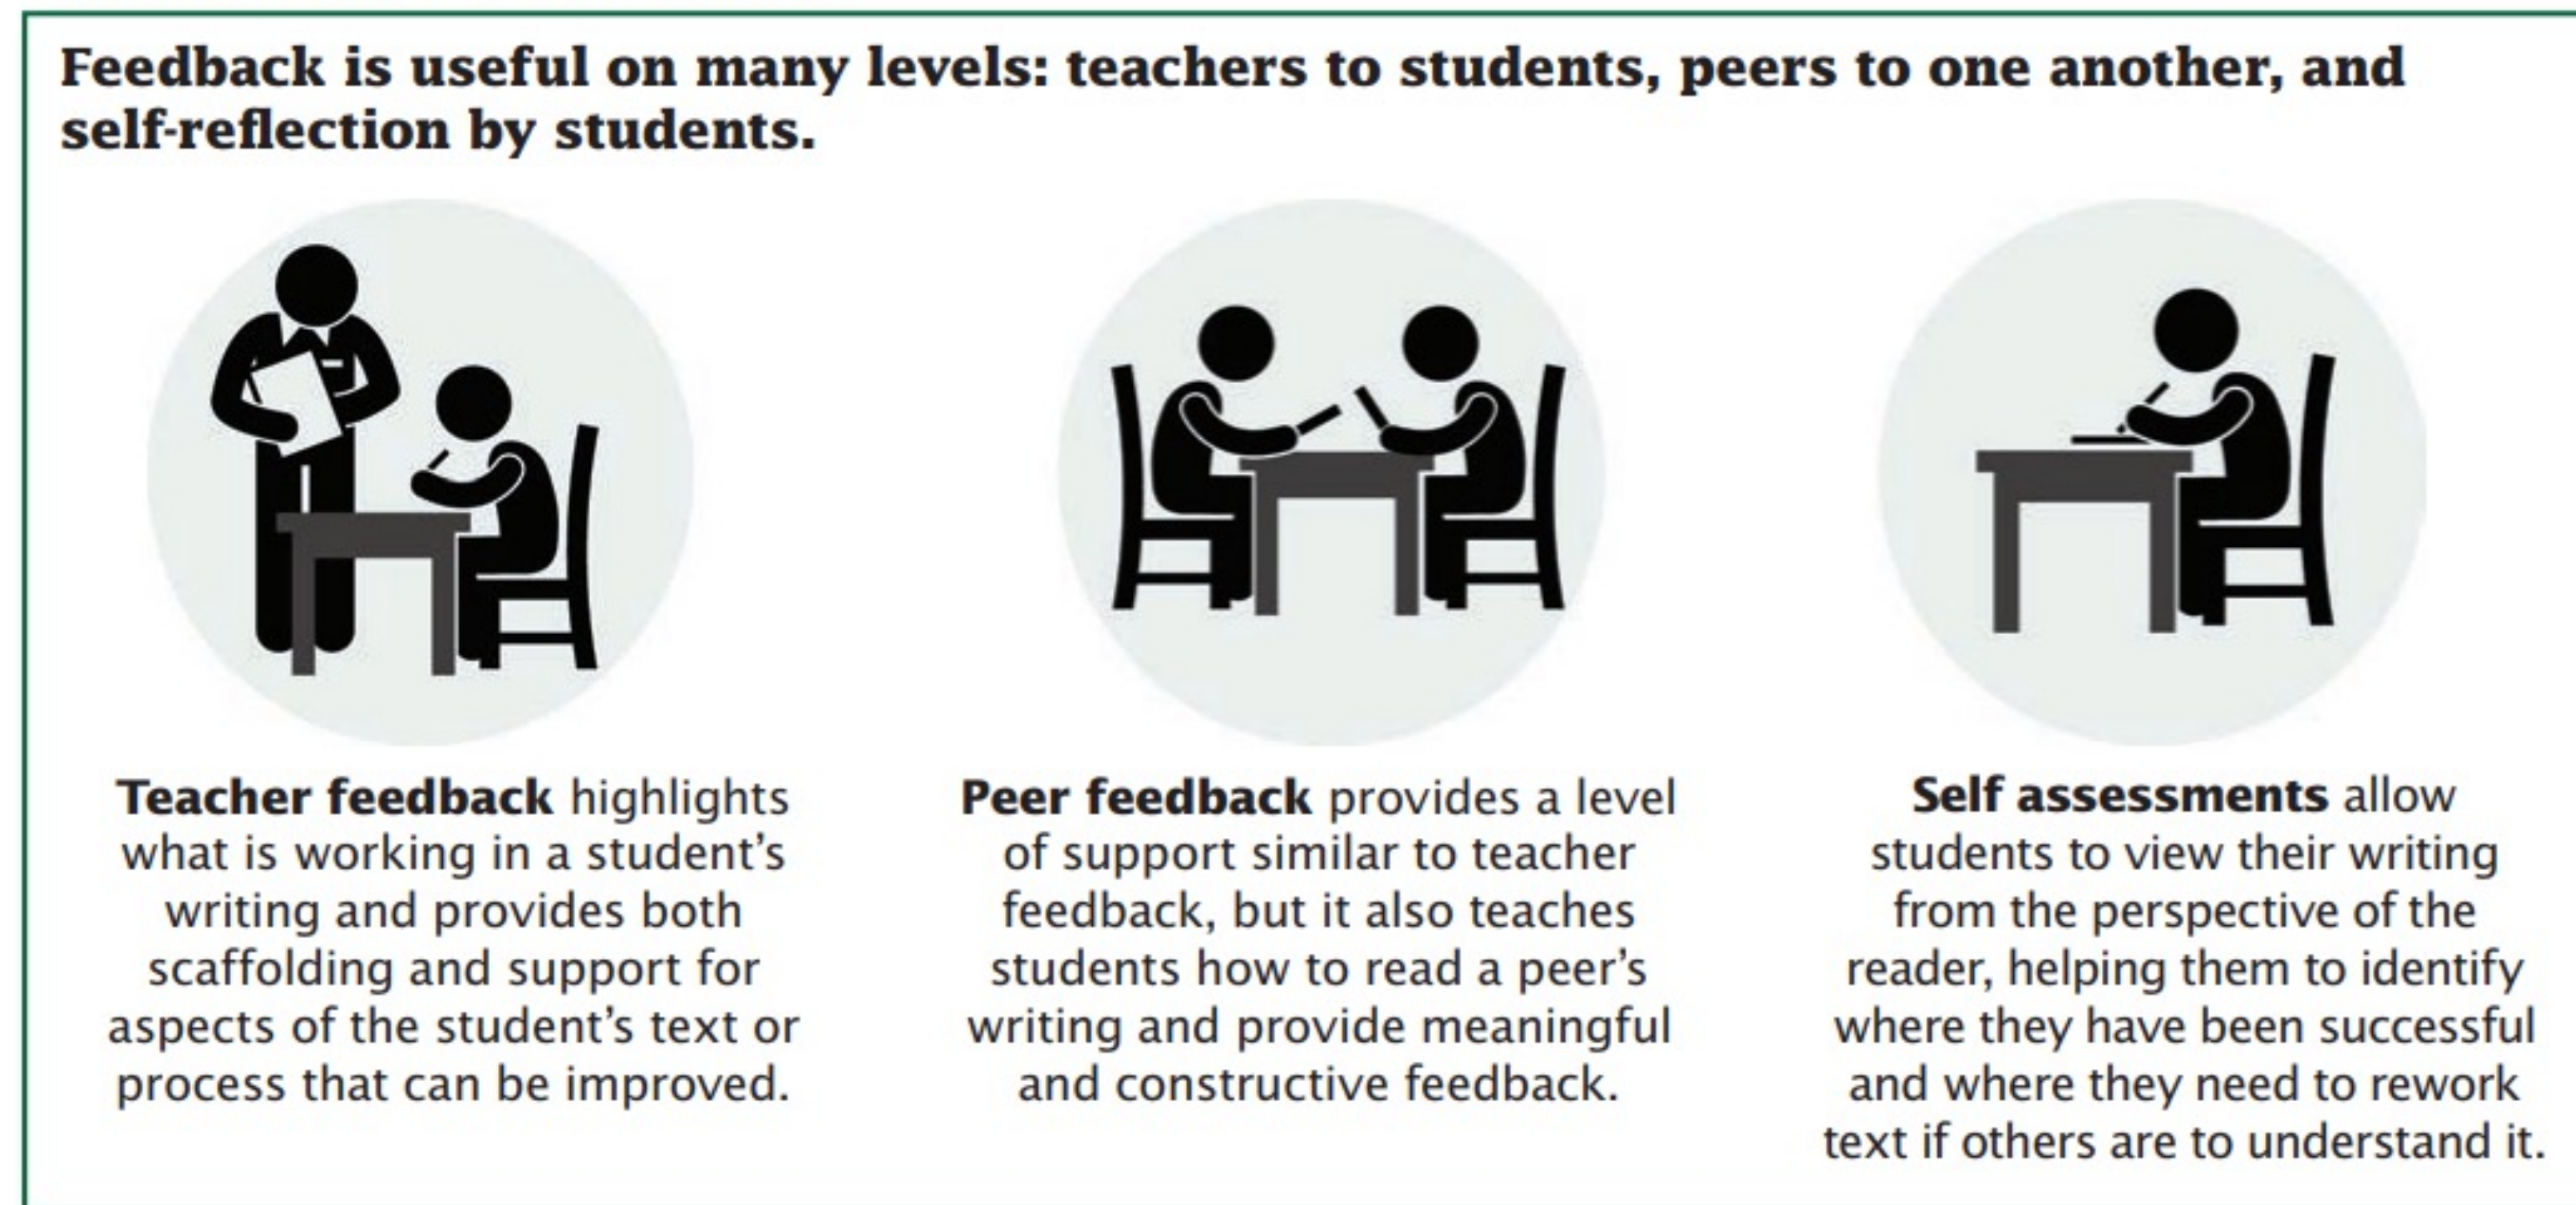 Feedback is useful on many levels: teachers to students, peers to one another, and
self-reflection by students.
Teacher feedback highlights
what is working in a student’s
writing and provides both
scaffolding and support for
aspects of the student’s text or
process that can be improved.
Peer feedback provides a level
of support similar to teacher
feedback, but it also teaches
students how to read a peer’s
writing and provide meaningful
and constructive feedback.
Self assessments allow
students to view their writing
from the perspective of the
reader, helping them to identify
where they have been successful
and where they need to rework
text if others are to understand it.